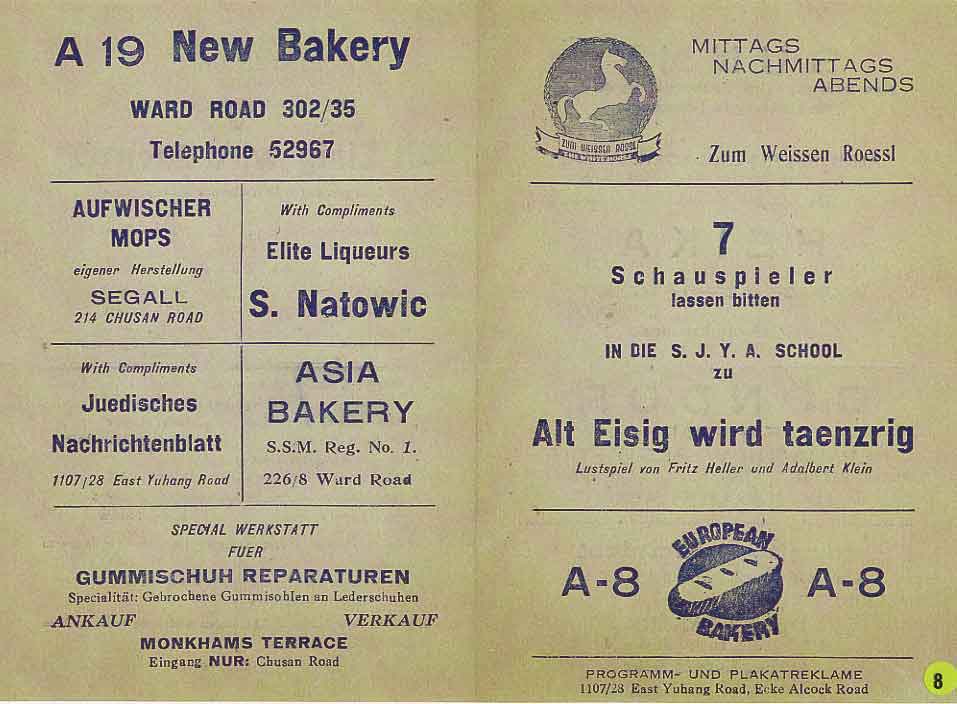 A 19 New Bakery
WARD ROAD 302/35
Telephone 52967
AUFWISCHER
MOPS
eigener Herstellung
SEGALL
214 CHUSAN ROAD
With Compliments
Elite Liqueurs
S. Natowic
With Compliments
Juedisches
Nachrichtenblatt
1107/28 East Yuhang Road
ASIA
BAKERY
S.S.M. Reg. No. 1.
226/8 Ward Road
SPECIAL WERKSTATT
FUER
GUMMISCHUH REPARATUREN
Specialität: Gebrochene Gummisohlen an Lederschuhen
ANKAUF VERKAUF
MONKHAMS TERRACE
Eingang NUR: Chusan Road
ZUM WEISSEN ROESSL
MITTAGS
NACHMITTAGS
ABENDS
Zum Weissen Roessl
7
Schauspieler
lassen bitten
IN DIE S. J. Y. A. SCHOOL
zu
Alt Eisig wird taenzrig
Lustspiel von Fritz Heller und Adalbert Klein
A-8
EUROPEAN
BAKERY
A-8
PROGRAMM- UND PLAKATREKLAME
1107/28 East Yuhang Road, Ecke Alcock Road
8